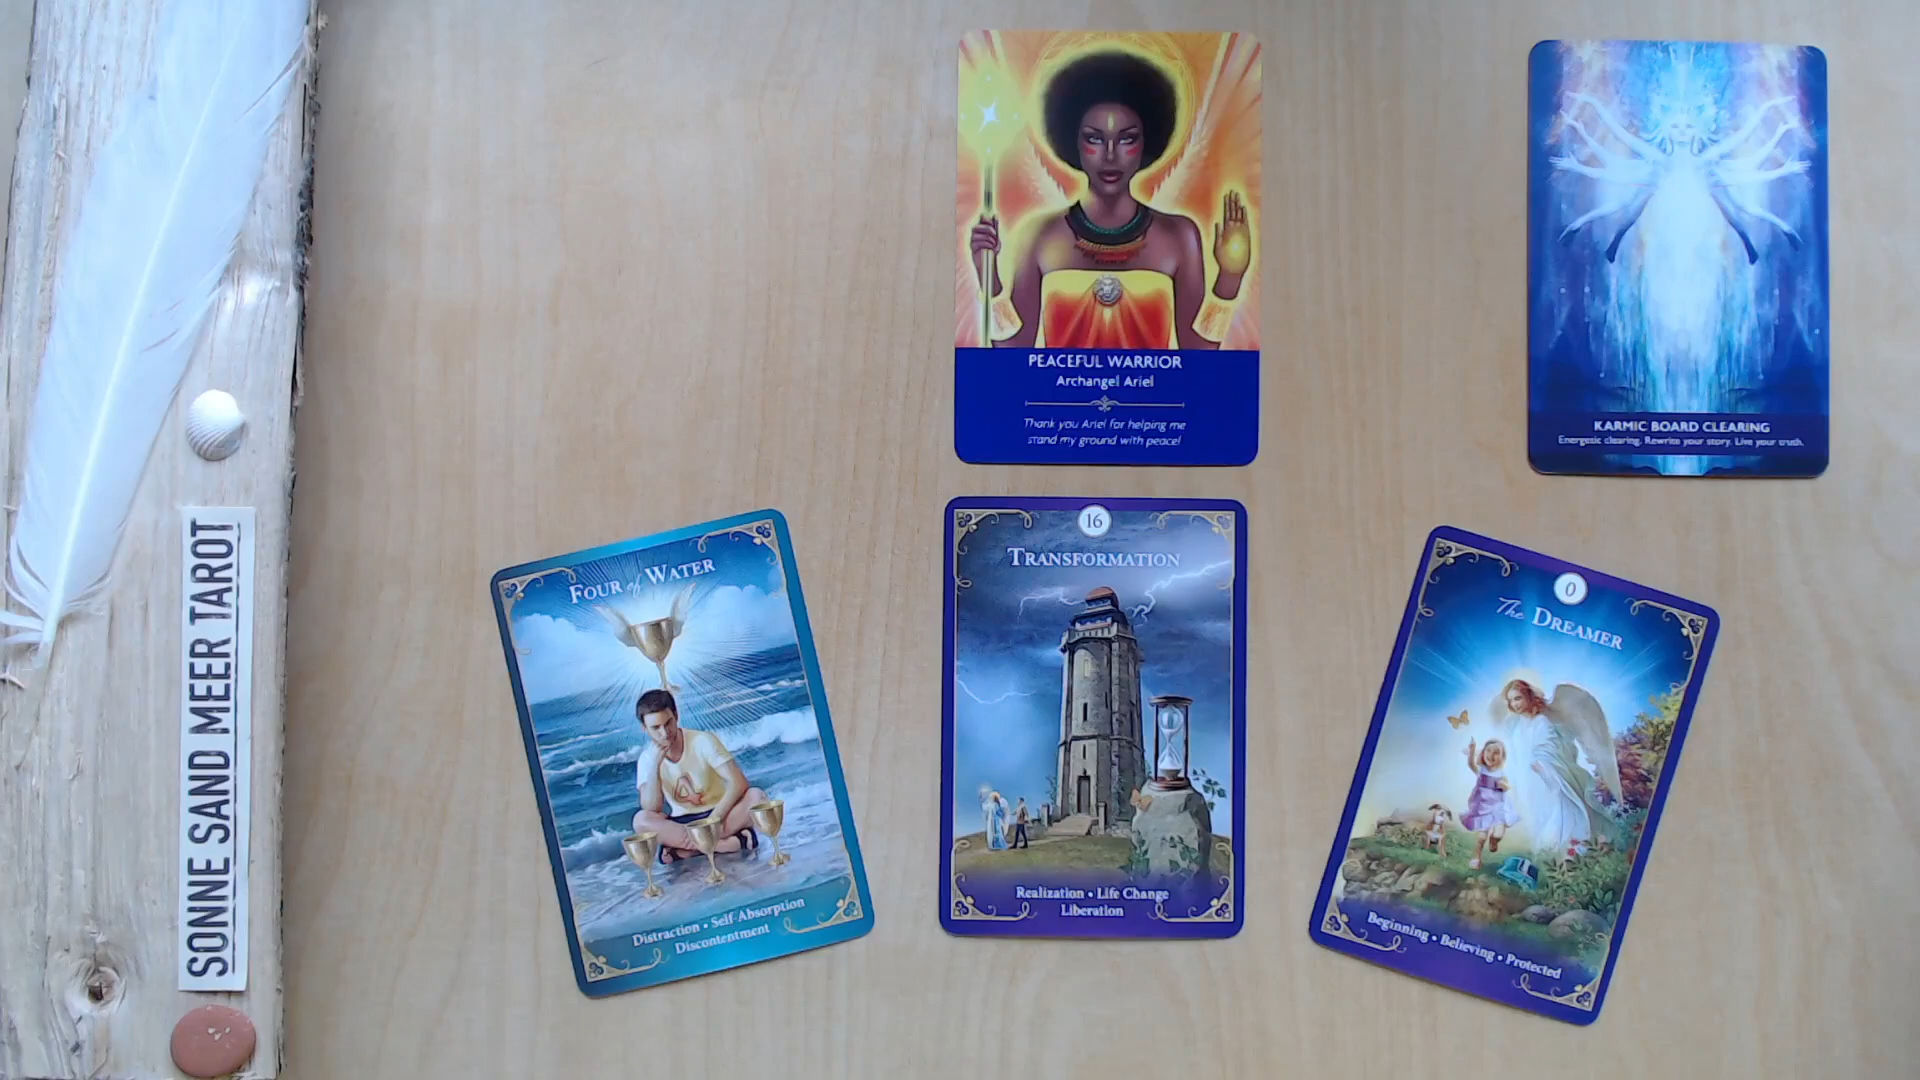 SONNE SAND MEER TAROT
PEACEFUL WARRIOR
Archangel Ariel
Thank you Ariel for helping me
stand my ground with peace!
KARMIC BOARD CLEARING
Energetic clearing. Rewrite your story. Live your truth.
FOUR of WATER
4
Distraction • Self-Absorption
Discontentment
16
TRANSFORMATION
Realization • Life Change
Liberation
0
The DREAMER
Beginning • Believing • Protected